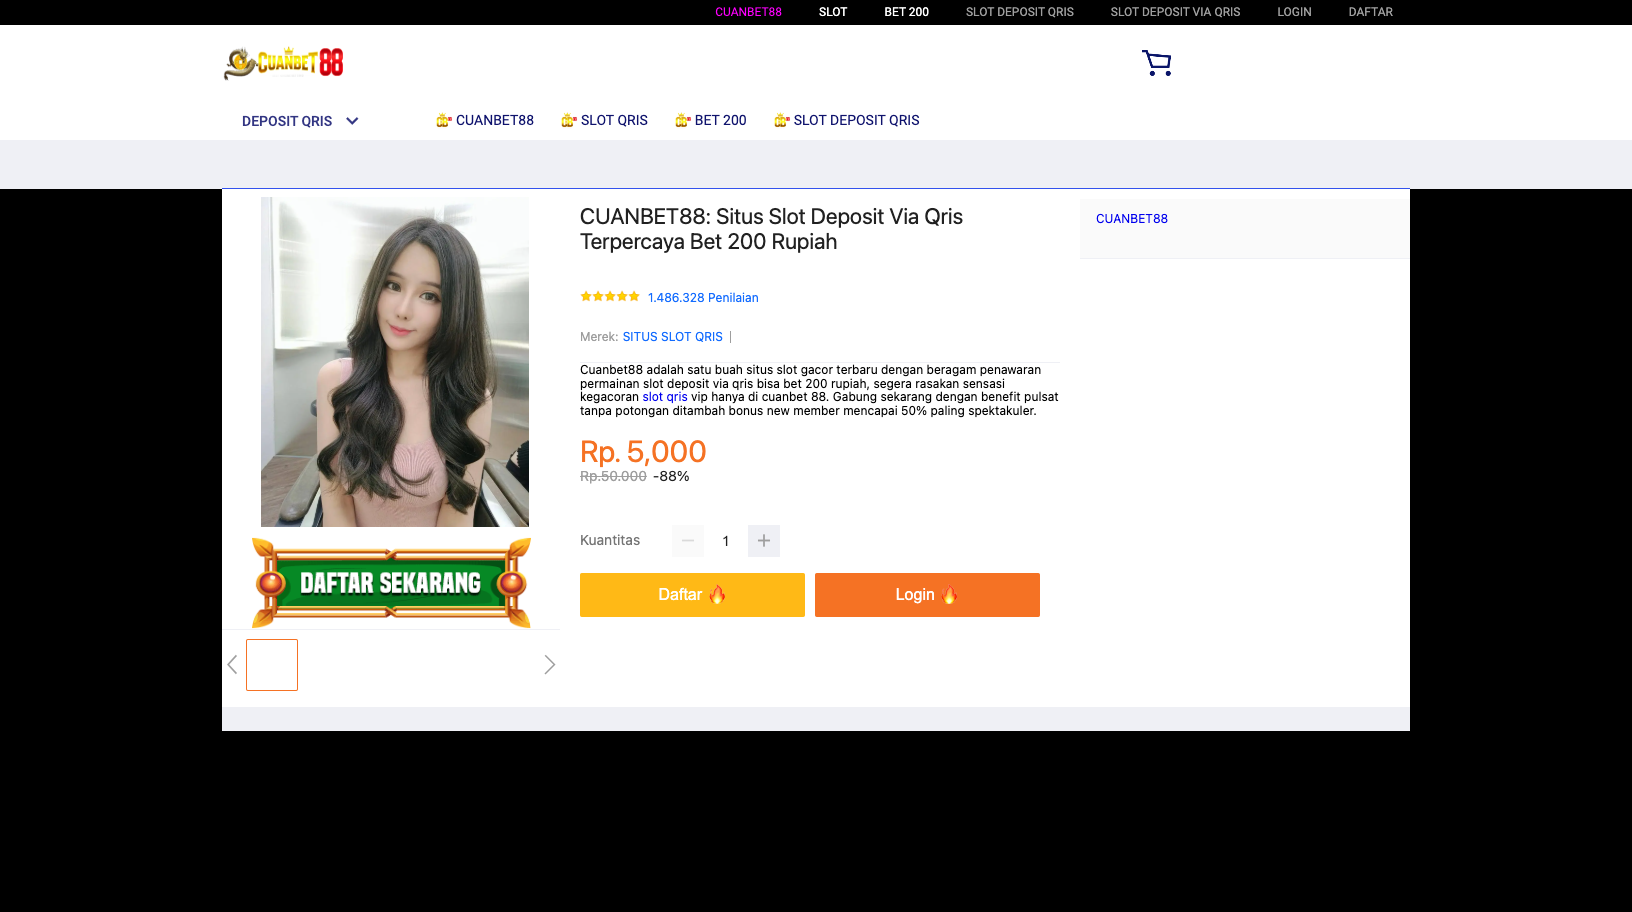 CUANBET88 SLOT BET 200 SLOT DEPOSIT QRIS SLOT DEPOSIT VIA QRIS LOGIN DAFTAR
CUANBET 88
DEPOSIT QRIS CUANBET88 SLOT QRIS BET 200 SLOT DEPOSIT QRIS
CUANBET88: Situs Slot Deposit Via Qris
Terpercaya Bet 200 Rupiah
1.486.328 Penilaian
Merek: SITUS SLOT QRIS |
Cuanbet88 adalah satu buah situs slot gacor terbaru dengan beragam penawaran
permainan slot deposit via qris bisa bet 200 rupiah, segera rasakan sensasi
kegacoran slot qris vip hanya di cuanbet 88. Gabung sekarang dengan benefit pulsat
tanpa potongan ditambah bonus new member mencapai 50% paling spektakuler.
Rp. 5,000
Rp.50.000 -88%
Kuantitas 1
Daftar Login
DAFTAR SEKARANG
CUANBET88